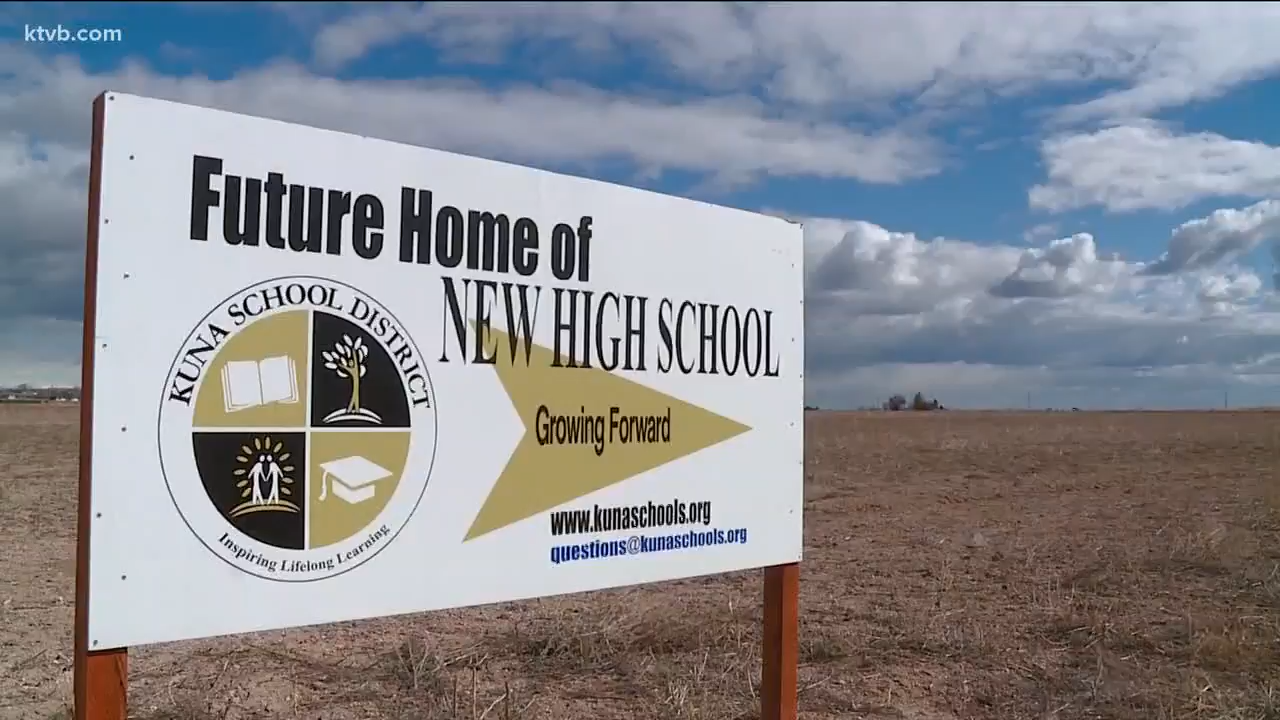 ktvb.com
Future Home of
NEW HIGH SCHOOL
KUNA SCHOOL DISTRICT
Inspiring Lifelong Learning
Growing Forward
www.kunaschools.org
questions@kunaschools.org